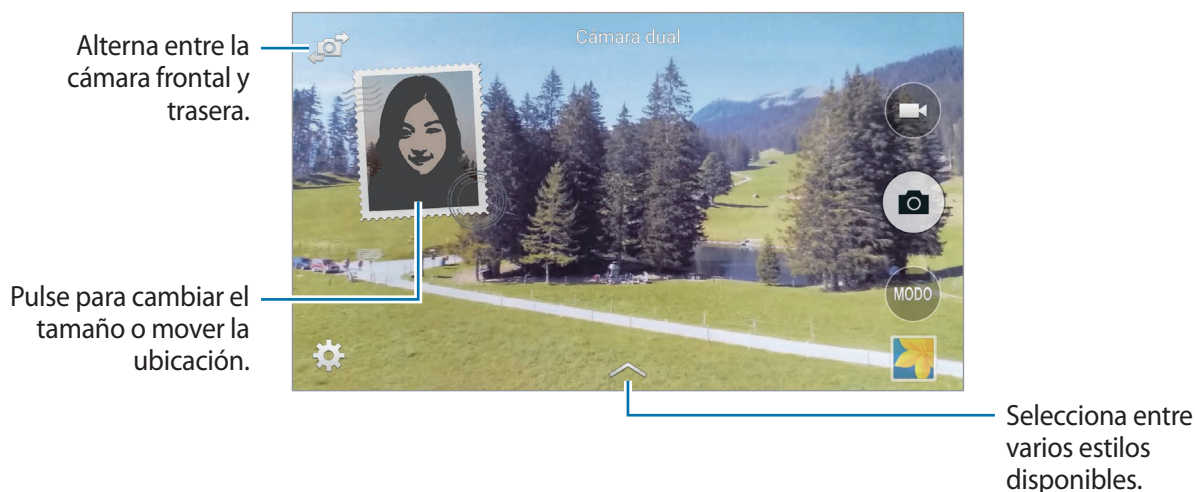 Alterna entre la
cámara frontal y
trasera.
Cámara dual
Pulse para cambiar el
tamaño o mover la
ubicación.
MODO
Selecciona entre
varios estilos
disponibles.